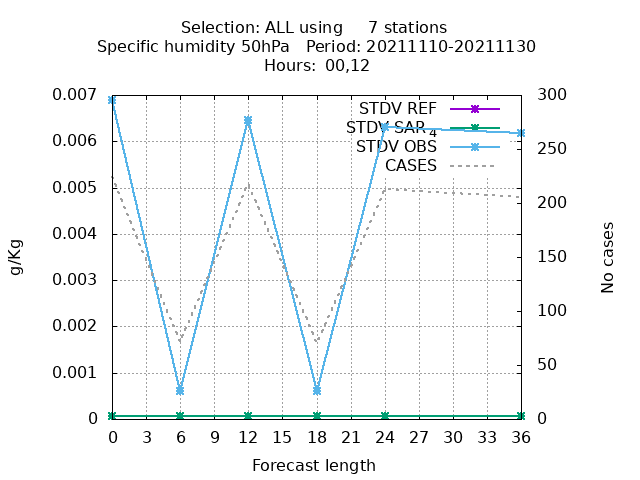 Selection: ALL using 7 stations
Specific humidity 50hPa Period: 20211110-20211130
Hours: 00,12
0.007
0.006
0.005
0.004
0.003
0.002
0.001
0
g/Kg
STDV REF
STDV SAR_4
STDV OBS
CASES
300
250
200
150
100
50
0
No cases
0 3 6 9 12 15 18 21 24 27 30 33 36
Forecast length